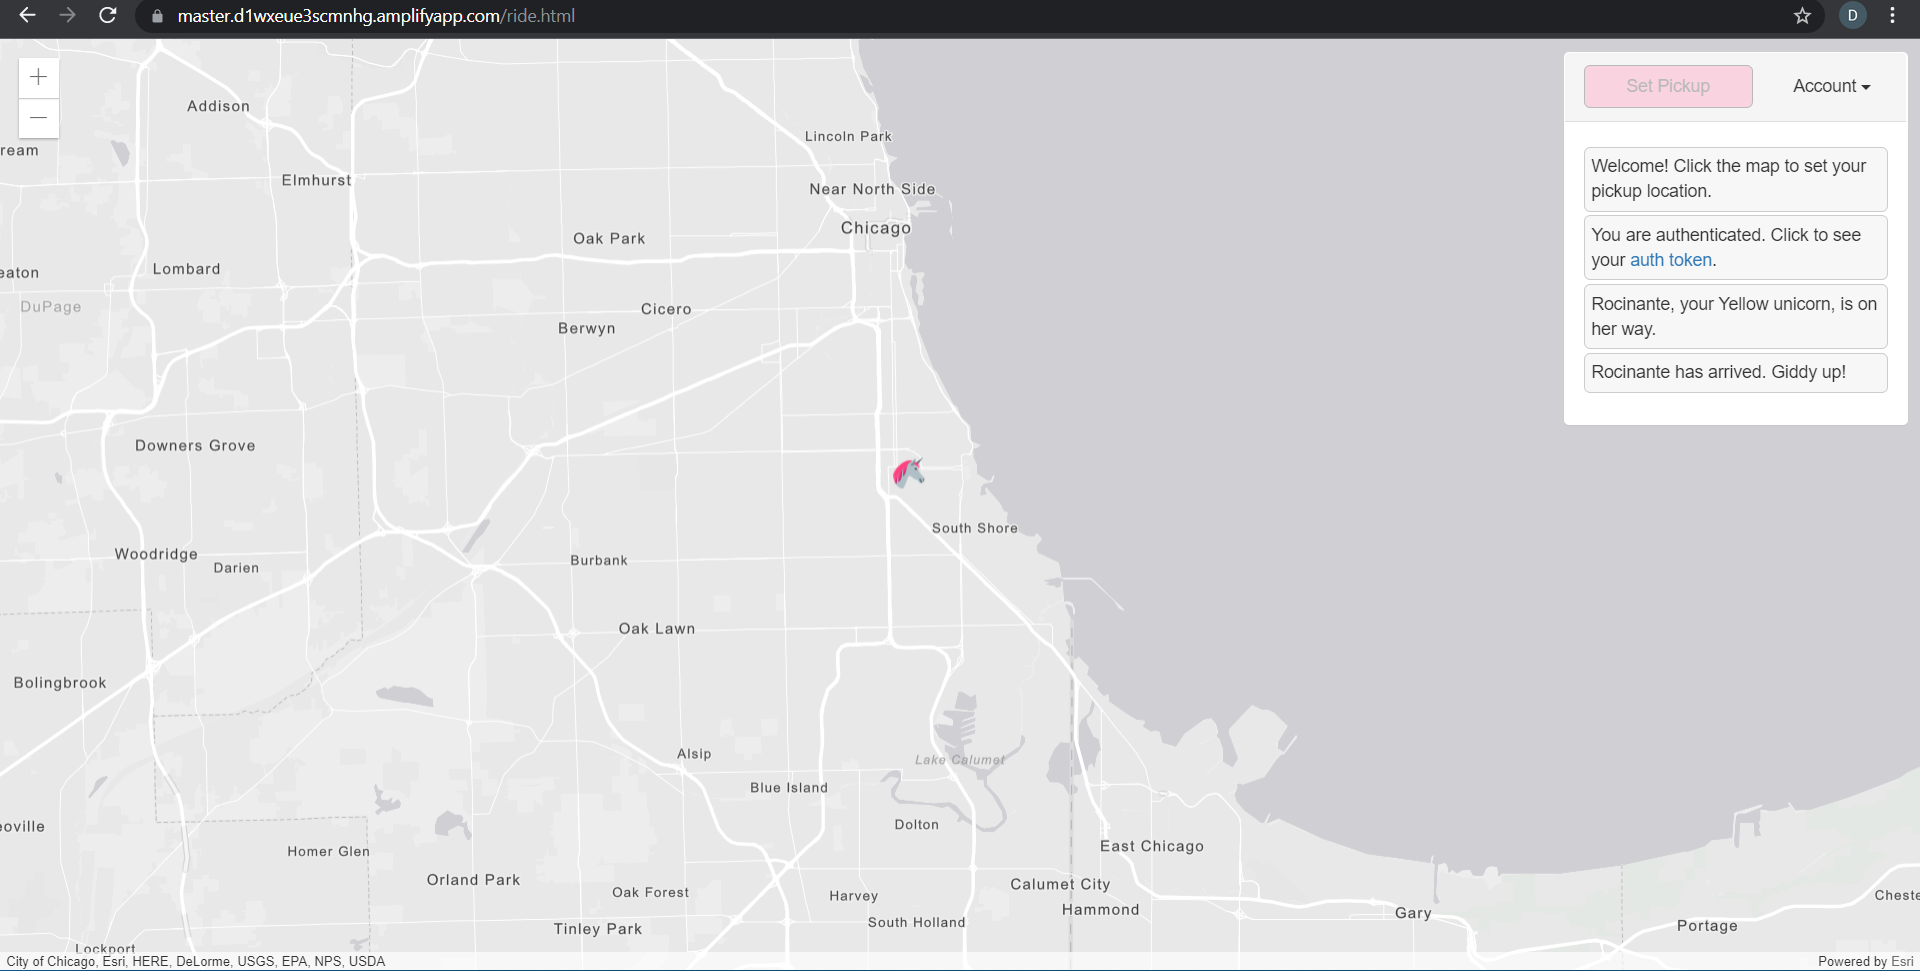 master.d1wxeue3scmnhg.amplifyapp.com/ride.html
D
Set Pickup
Account
Welcome! Click the map to set your
pickup location.
You are authenticated. Click to see
your auth token.
Rocinante, your Yellow unicorn, is on
her way.
Rocinante has arrived. Giddy up!
+
−
Addison
Lincoln Park
ream
Elmhurst
Near North Side
Chicago
Oak Park
Lombard
eaton
DuPage
Cicero
Berwyn
Downers Grove
South Shore
Woodridge
Darien
Burbank
Oak Lawn
Bolingbrook
Alsip
Lake Calumet
Blue Island
Dolton
eoville
East Chicago
Homer Glen
Orland Park
Calumet City
Oak Forest
Harvey
Cheste
Hammond
Gary
South Holland
Portage
Tinley Park
Lockport
City of Chicago, Esri, HERE, DeLorme, USGS, EPA, NPS, USDA
Powered by Esri